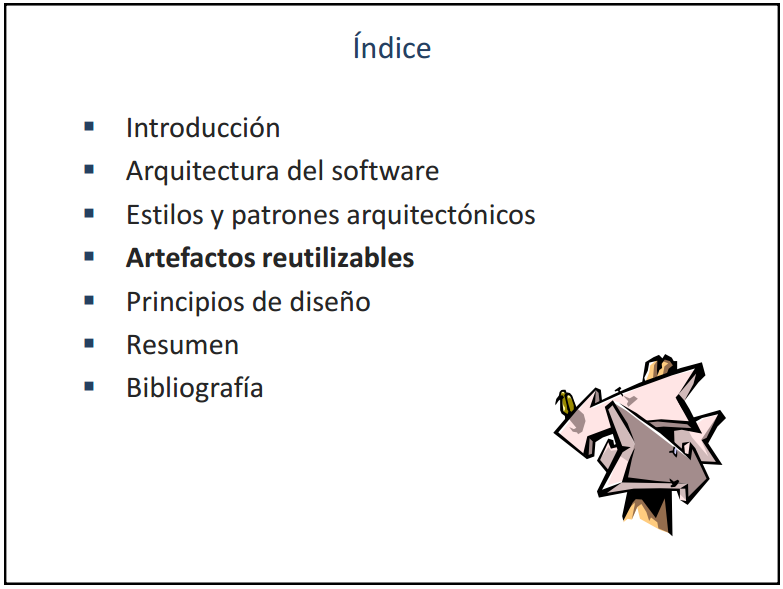 Índice
▪ Introducción
▪ Arquitectura del software
▪ Estilos y patrones arquitectónicos
▪ Artefactos reutilizables
▪ Principios de diseño
▪ Resumen
▪ Bibliografía